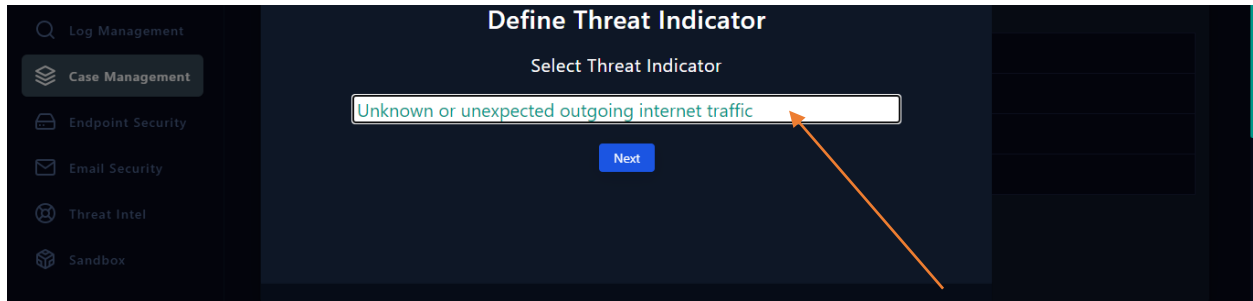 Define Threat Indicator
Log Management
Select Threat Indicator
Case Management
Unknown or unexpected outgoing internet traffic
Endpoint Security
Next
Email Security
Threat Intel
Sandbox